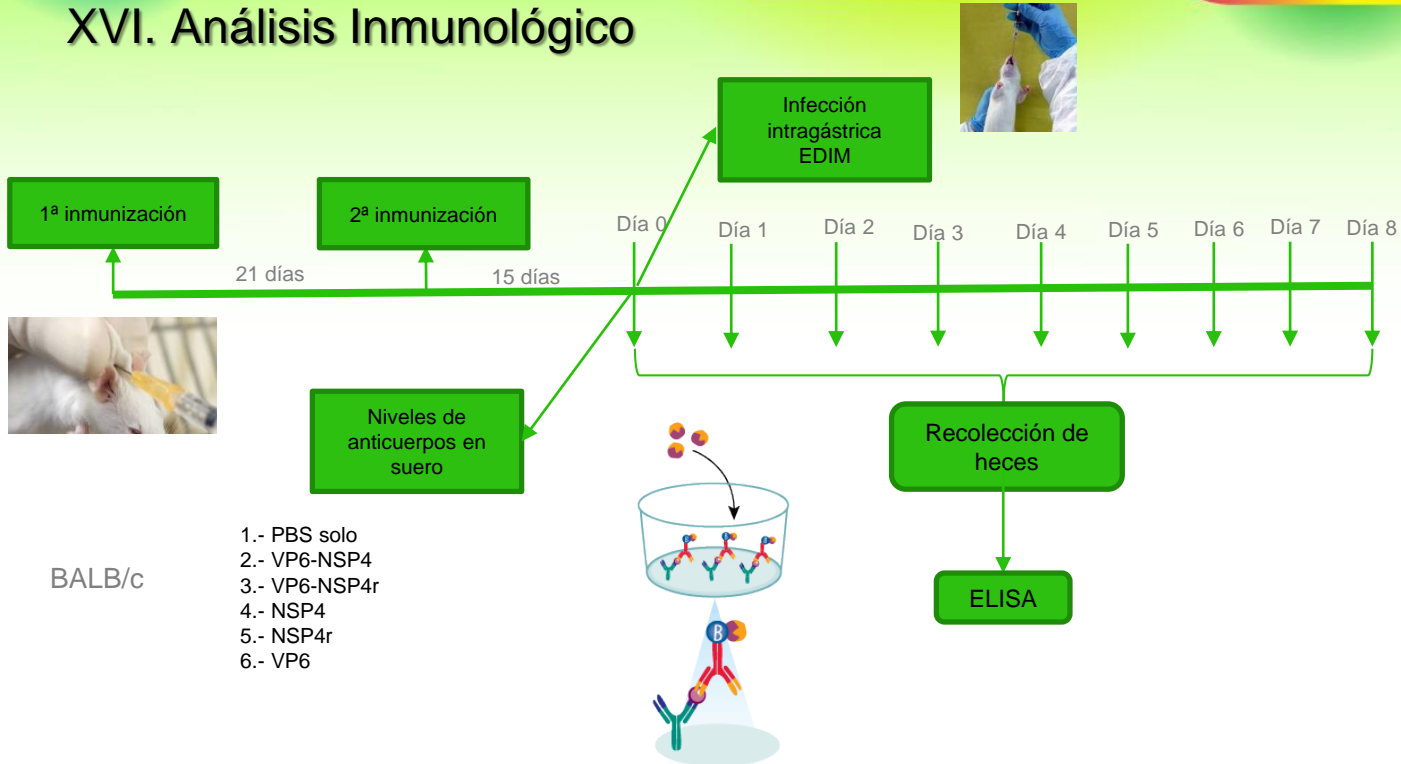 XVI. Análisis Inmunológico
Infección
intragástrica
EDIM
1ª inmunización
2ª inmunización
Día 0
Día 1
Día 2
Día 3
Día 4
Día 5
Día 6
Día 7
Día 8
21 días
15 días
Niveles de
anticuerpos en
suero
Recolección de
heces
ELISA
BALB/c
1.- PBS solo
2.- VP6-NSP4
3.- VP6-NSP4r
4.- NSP4
5.- NSP4r
6.- VP6
B
B
B
B